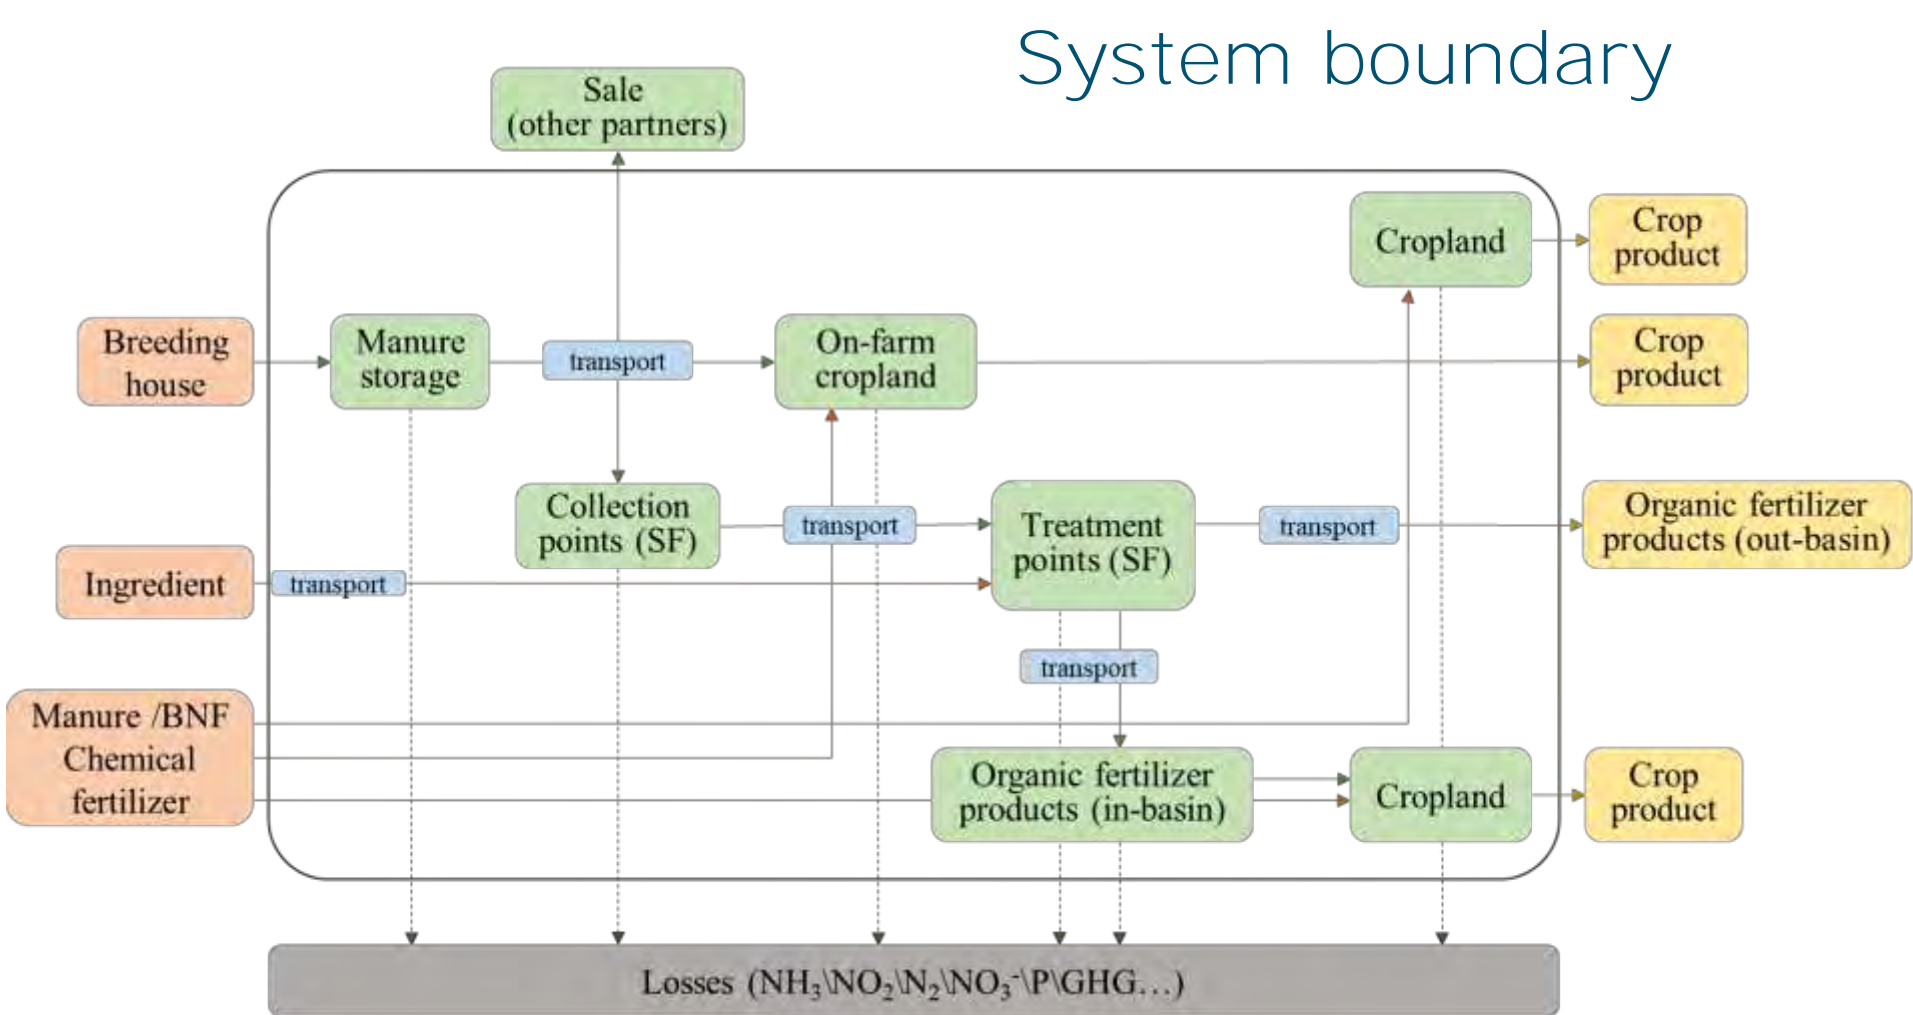 System boundary
Sale
(other partners)
Cropland
Crop
product
Breeding
house
Manure
storage
transport
On-farm
cropland
Crop
product
Collection
points (SF)
transport
Treatment
points (SF)
transport
Organic fertilizer
products (out-basin)
Ingredient
transport
transport
Manure /BNF
Chemical
fertilizer
Organic fertilizer
products (in-basin)
Cropland
Crop
product
Losses (NH₃\NO₂\N₂\NO₃⁻\P\GHG…)